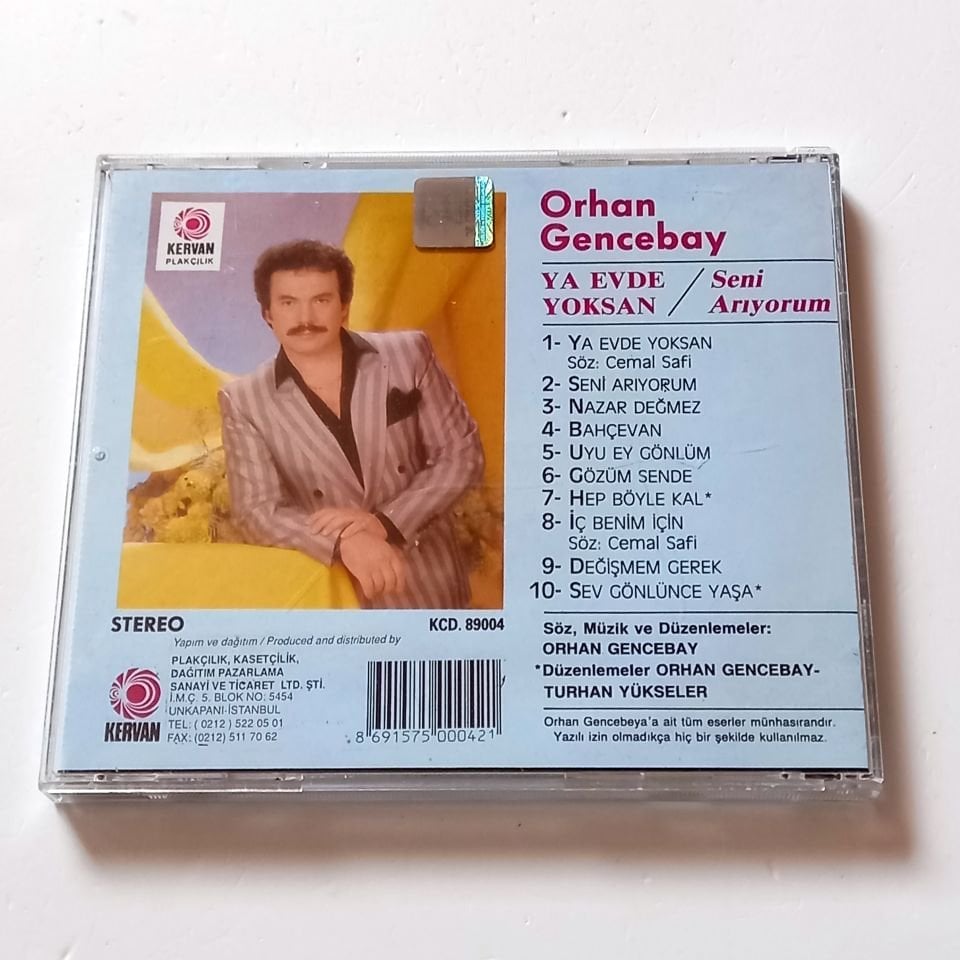 KERVAN
PLAKÇILIK
Orhan
Gencebay
YA EVDE
YOKSAN / Seni
Arıyorum
1- YA EVDE YOKSAN
Söz: Cemal Safi
2- SENİ ARIYORUM
3- NAZAR DEĞMEZ
4- BAHÇEVAN
5- UYU EY GÖNLÜM
6- GÖZÜM SENDE
7- HEP BÖYLE KAL*
8- İÇ BENİM İÇİN
Söz: Cemal Safi
9- DEĞİŞMEM GEREK
10- SEV GÖNLÜNCE YAŞA*
STEREO
KCD. 89004
Yapım ve dağıtım / Produced and distributed by
PLAKÇILIK, KASETÇİLİK,
DAĞITIM PAZARLAMA
SANAYİ VE TİCARET LTD. ŞTİ.
İ.M.Ç. 5. BLOK NO. 5454
UNKAPANI-İSTANBUL
TEL: ( 0212 ) 522 05 01
FAX: (0212) 511 70 62
KERVAN
8 691575 000421
Söz, Müzik ve Düzenlemeler:
ORHAN GENCEBAY
*Düzenlemeler ORHAN GENCEBAY-
TURHAN YÜKSELER
Orhan Gencebeya'a ait tüm eserler münhasırandır.
Yazılı izin olmadıkça hiç bir şekilde kullanılmaz.